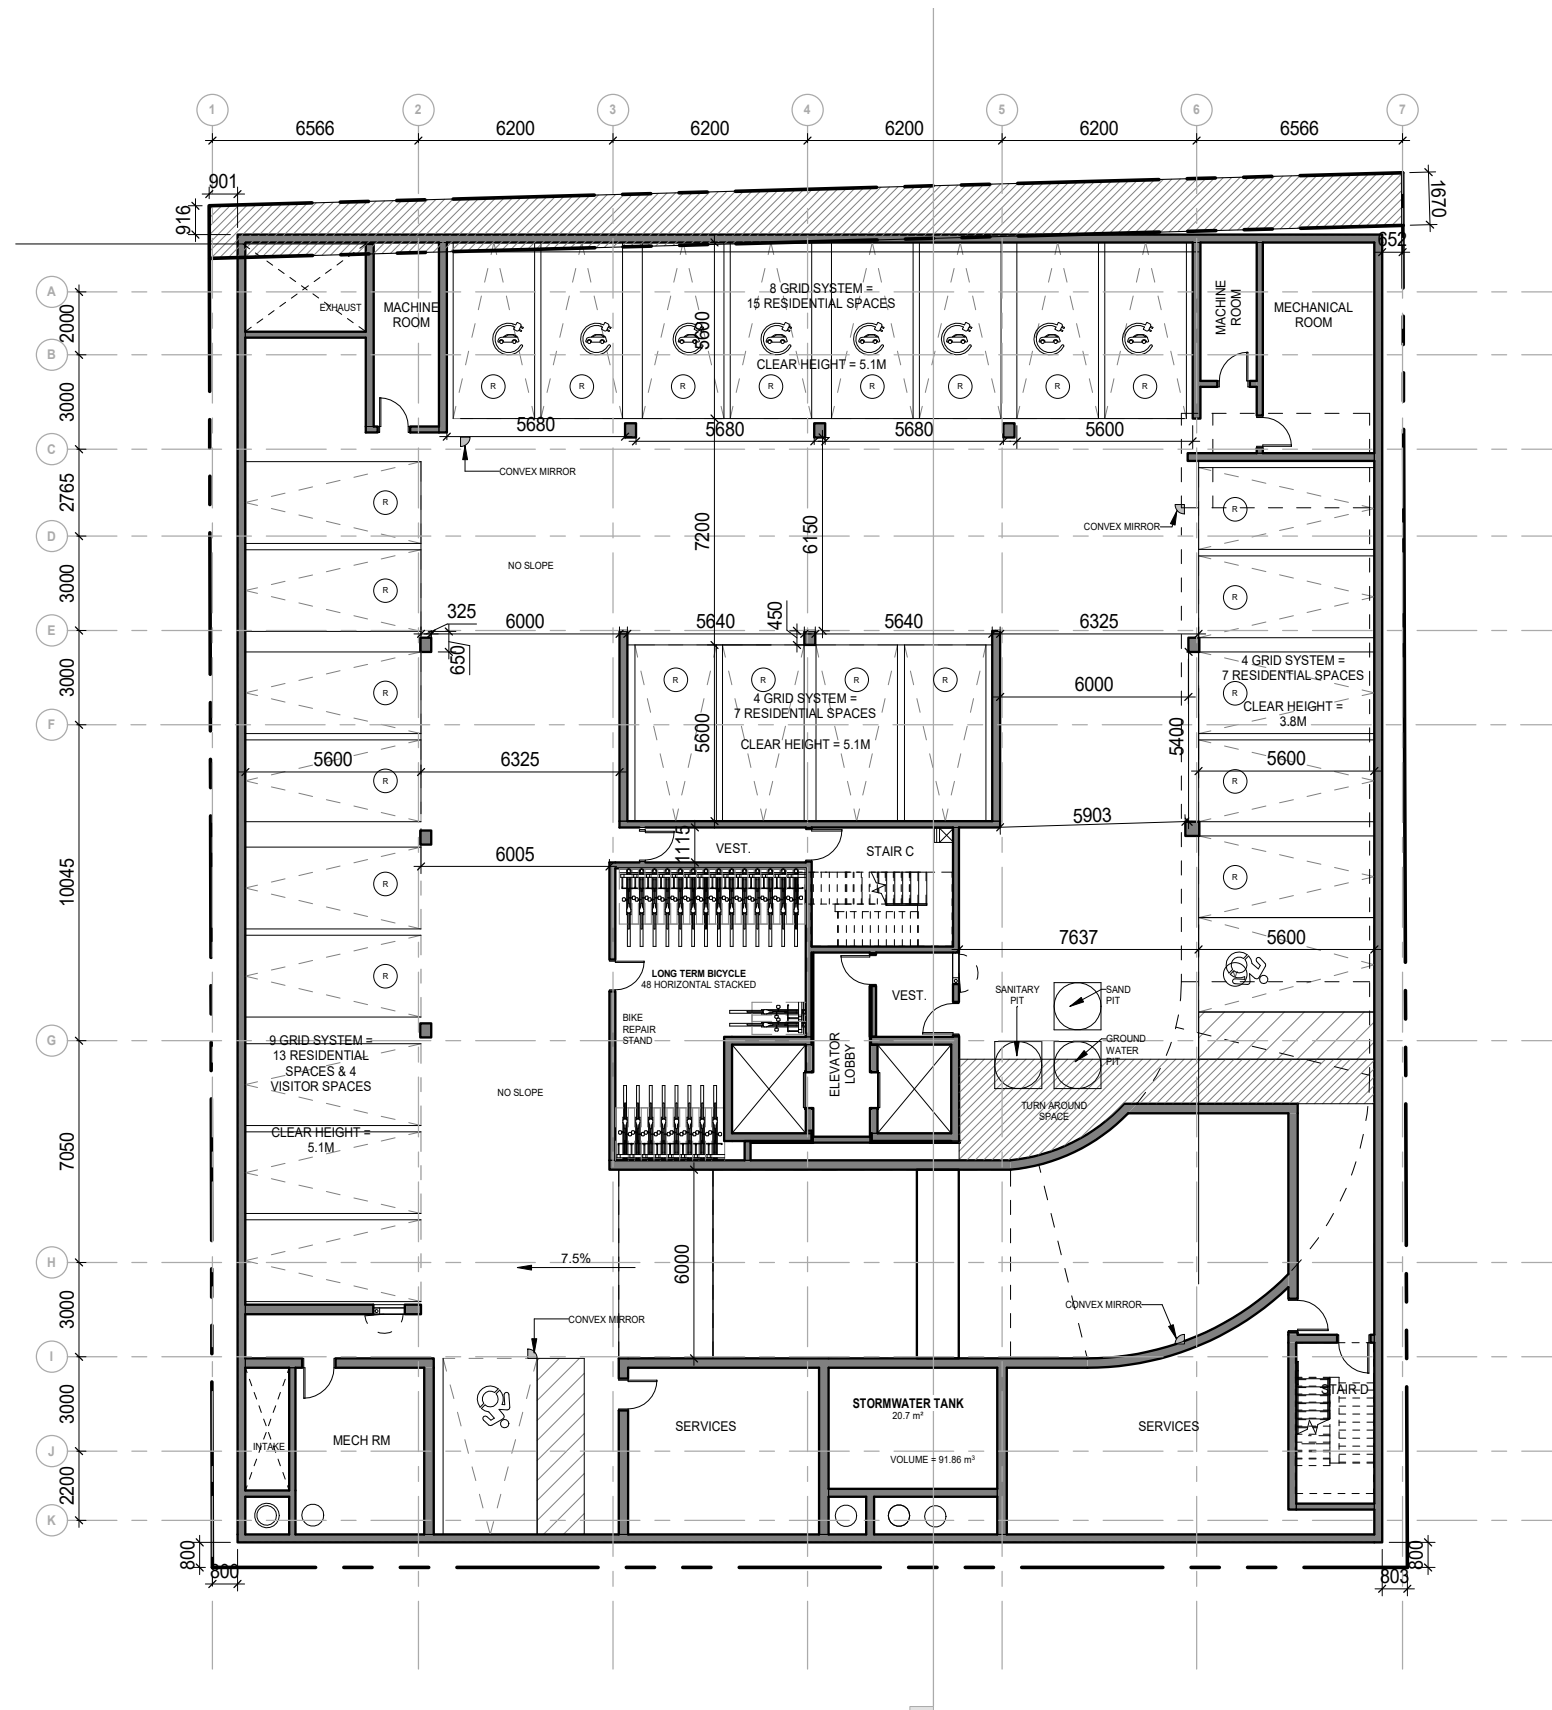 1
2
3
4
5
6
7
6566
6200
6200
6200
6200
6566
901
916
1670
652
A
B
C
D
E
F
G
H
I
J
K
2000
3000
2765
3000
3000
10045
7050
3000
3000
2200
EXHAUST
MACHINE
ROOM
8 GRID SYSTEM =
15 RESIDENTIAL SPACES
CLEAR HEIGHT = 5.1M
5600
MACHINE
ROOM
MECHANICAL
ROOM
R
R
R
R
R
R
R
R
5680
5680
5680
5600
CONVEX MIRROR
CONVEX MIRROR
7200
6150
NO SLOPE
R
R
R
R
R
R
R
R
R
R
R
325
650
6000
5640
450
5640
6325
R
R
R
R
4 GRID SYSTEM =
7 RESIDENTIAL SPACES
CLEAR HEIGHT = 5.1M
5600
4 GRID SYSTEM =
7 RESIDENTIAL SPACES
CLEAR HEIGHT =
3.8M
6000
5400
5600
6325
5600
5903
6005
1115
VEST.
STAIR C
7637
5600
LONG TERM BICYCLE
48 HORIZONTAL STACKED
BIKE
REPAIR
STAND
VEST.
ELEVATOR
LOBBY
SANITARY
PIT
SAND
PIT
GROUND
WATER
PIT
TURN AROUND
SPACE
9 GRID SYSTEM =
13 RESIDENTIAL
SPACES & 4
VISITOR SPACES
CLEAR HEIGHT =
5.1M
NO SLOPE
7.5%
6000
CONVEX MIRROR
CONVEX MIRROR
INTAKE
MECH RM
SERVICES
STORMWATER TANK
20.7 m²
VOLUME = 91.86 m³
SERVICES
STAIR D
800
800
800
803